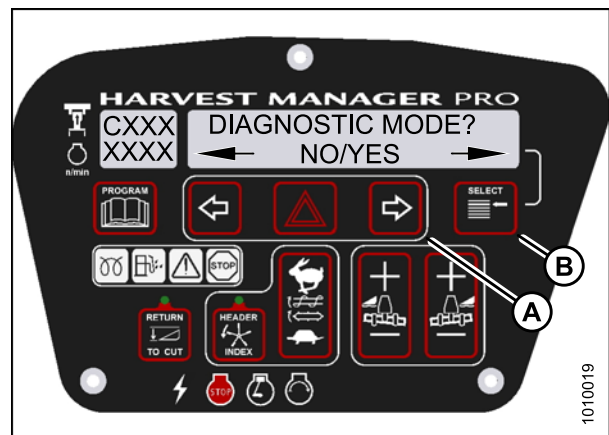 HARVEST MANAGER PRO
CXXX
XXXX
DIAGNOSTIC MODE?
NO/YES
n/min
PROGRAM
SELECT
B
STOP
A
RETURN
TO CUT
HEADER
INDEX
STOP
1010019